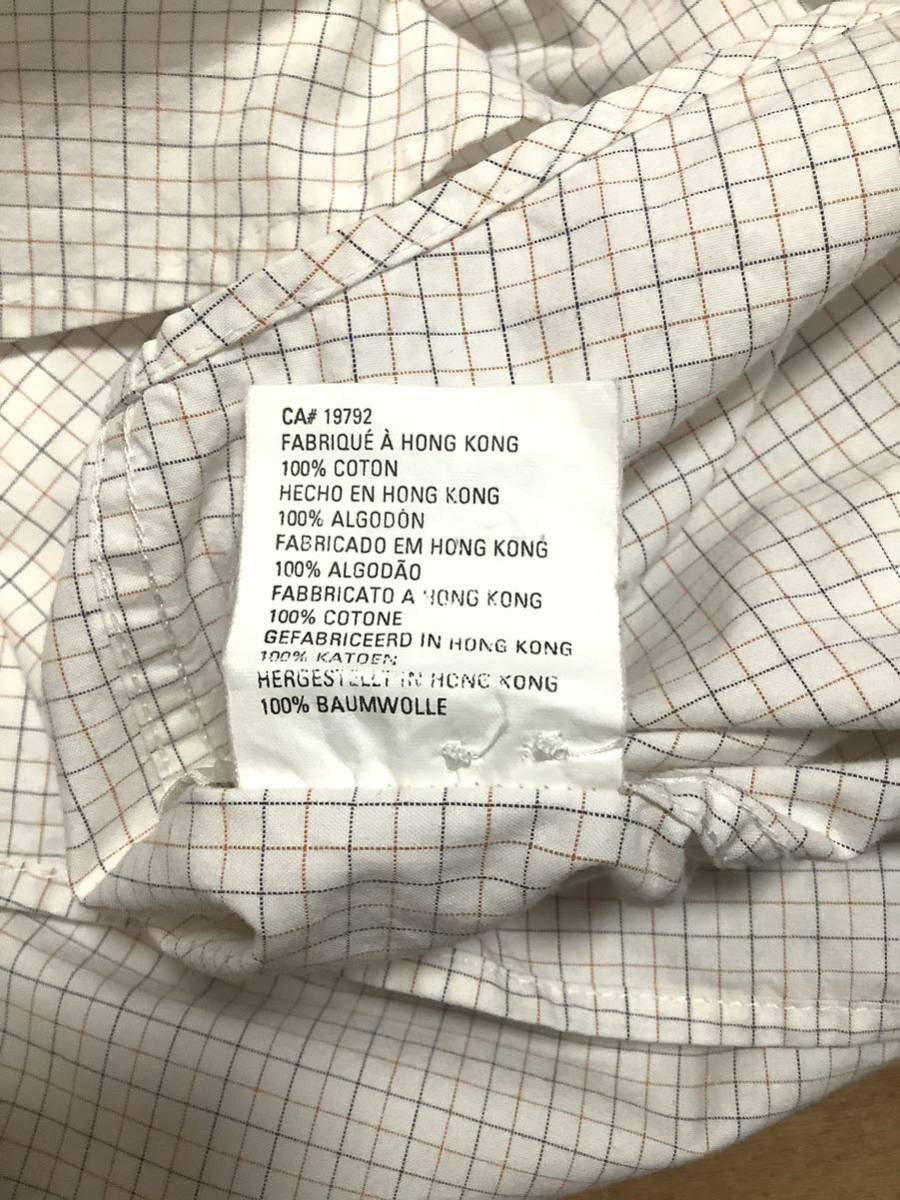 CA# 19792
FABRIQUÉ À HONG KONG
100% COTON
HECHO EN HONG KONG
100% ALGODÓN
FABRICADO EM HONG KONG
100% ALGODÃO
FABBRICATO A HONG KONG
100% COTONE
GEFABRICEERD IN HONG KONG
100% KATOEN
HERGESTELLT IN HONG KONG
100% BAUMWOLLE